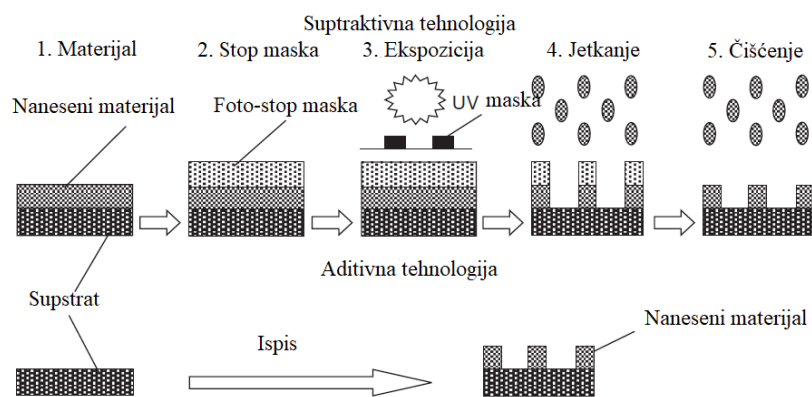 Suptraktivna tehnologija
1. Materijal
2. Stop maska
3. Ekspozicija
4. Jetkanje
5. Čišćenje
Naneseni materijal
Foto-stop maska
UV
maska
Aditivna tehnologija
Supstrat
Ispis
Naneseni materijal